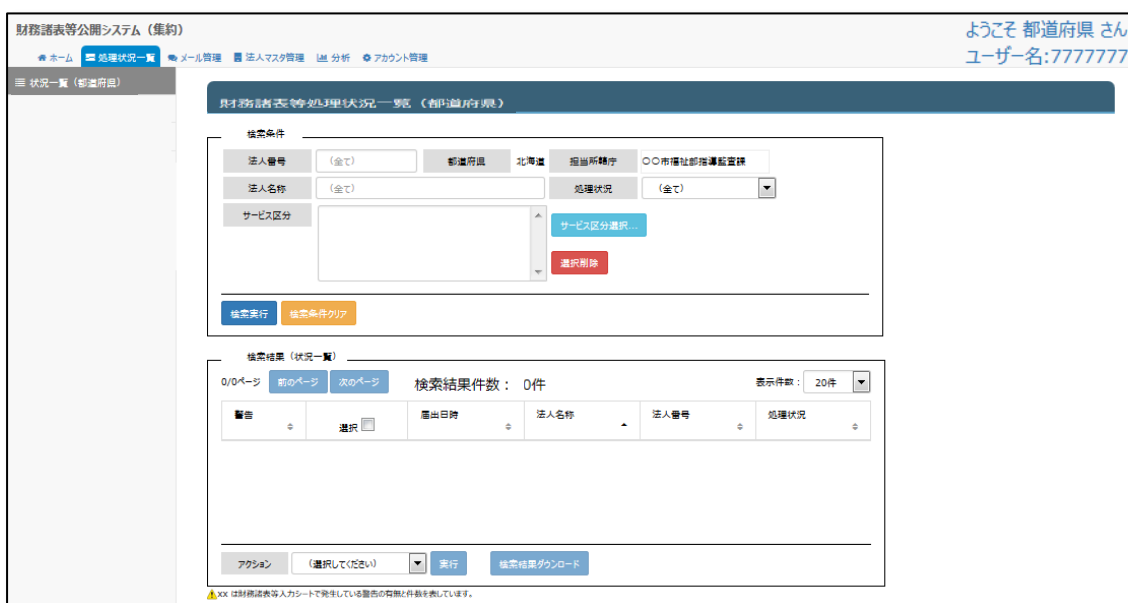 財務諸表等公開システム（集約）
ようこそ 都道府県 さん
ホーム 処理状況一覧 メール管理 法人マスタ管理 分析 アカウント管理
ユーザー名:7777777
状況一覧（都道府県）
財務諸表等処理状況一覧（都道府県）
検索条件
法人番号 （全て） 都道府県 北海道 担当所轄庁 〇〇市福祉部指導監査課
法人名称 （全て） 処理状況 （全て）
サービス区分
サービス区分選択...
選択削除
検索実行 検索条件クリア
検索結果（状況一覧）
0/0ページ 前のページ 次のページ 検索結果件数： 0件 表示件数： 20件
警告 選択 届出日時 法人名称 法人番号 処理状況
アクション （選択してください） 実行 検索結果ダウンロード
xx は財務諸表等入力シートで発生している警告の有無と件数を表しています。